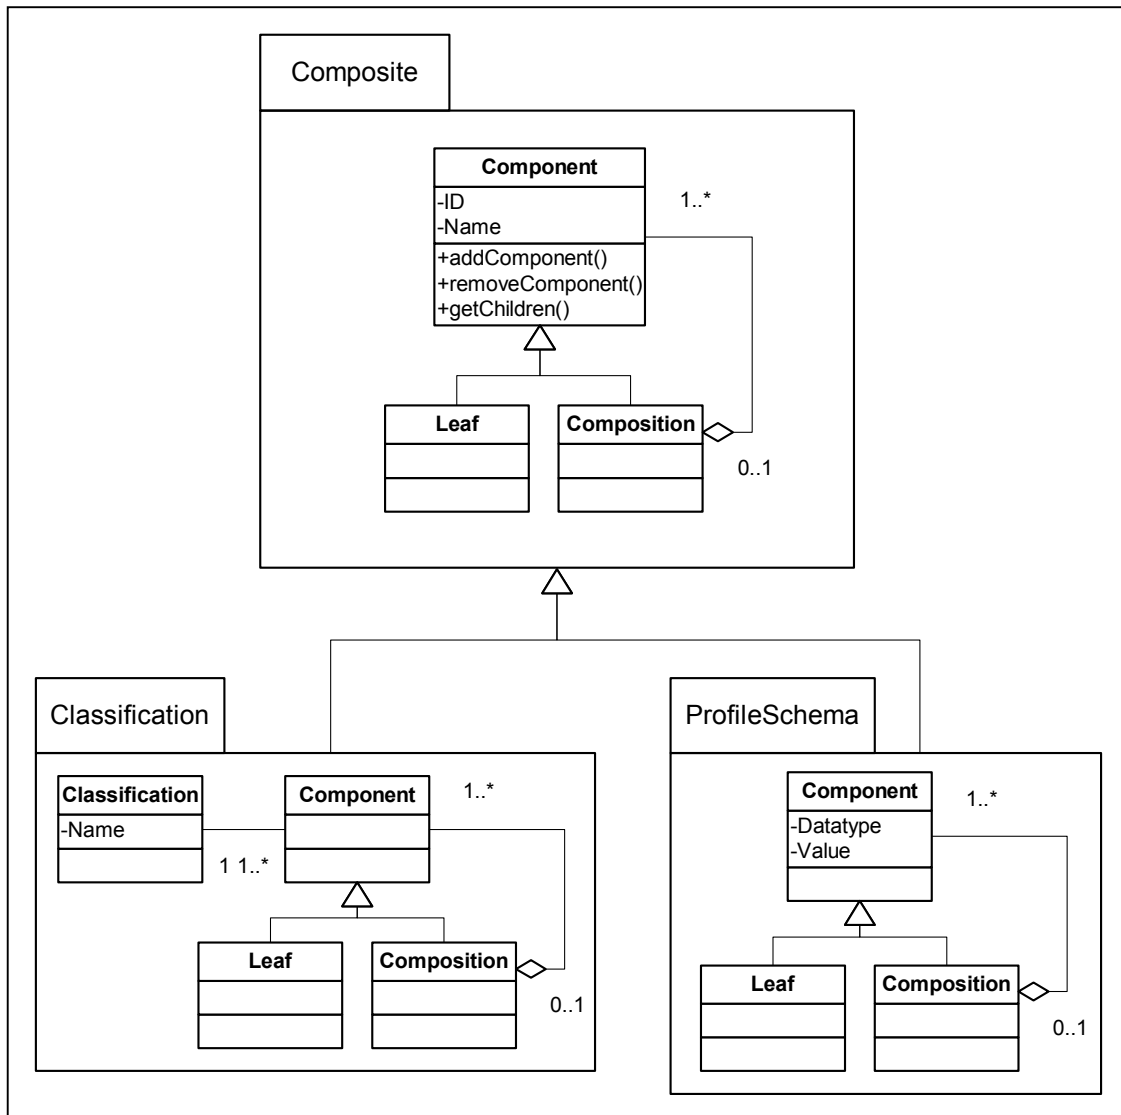 Composite
Component
-ID
-Name
+addComponent()
+removeComponent()
+getChildren()
1..*
Leaf
Composition
0..1
Classification
Classification
-Name
1 1..*
Component
1..*
Leaf
Composition
0..1
ProfileSchema
Component
-Datatype
-Value
1..*
Leaf
Composition
0..1